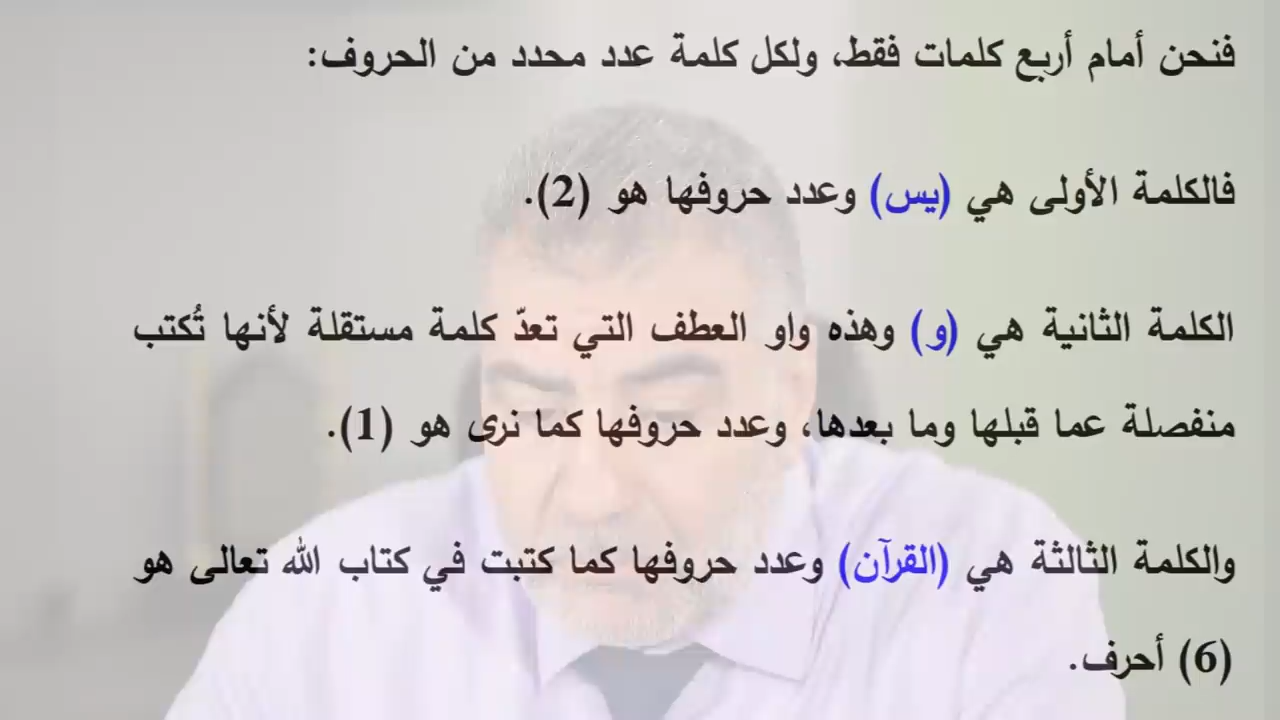 فنحن أمام أربع كلمات فقط، ولكل كلمة عدد محدد من الحروف:
فالكلمة الأولى هي (يس) وعدد حروفها هو (2).
الكلمة الثانية هي (و) وهذه واو العطف التي تعدّ كلمة مستقلة لأنها تُكتب
منفصلة عما قبلها وما بعدها، وعدد حروفها كما نرى هو (1).
والكلمة الثالثة هي (القرآن) وعدد حروفها كما كتبت في كتاب الله تعالى هو
(6) أحرف.